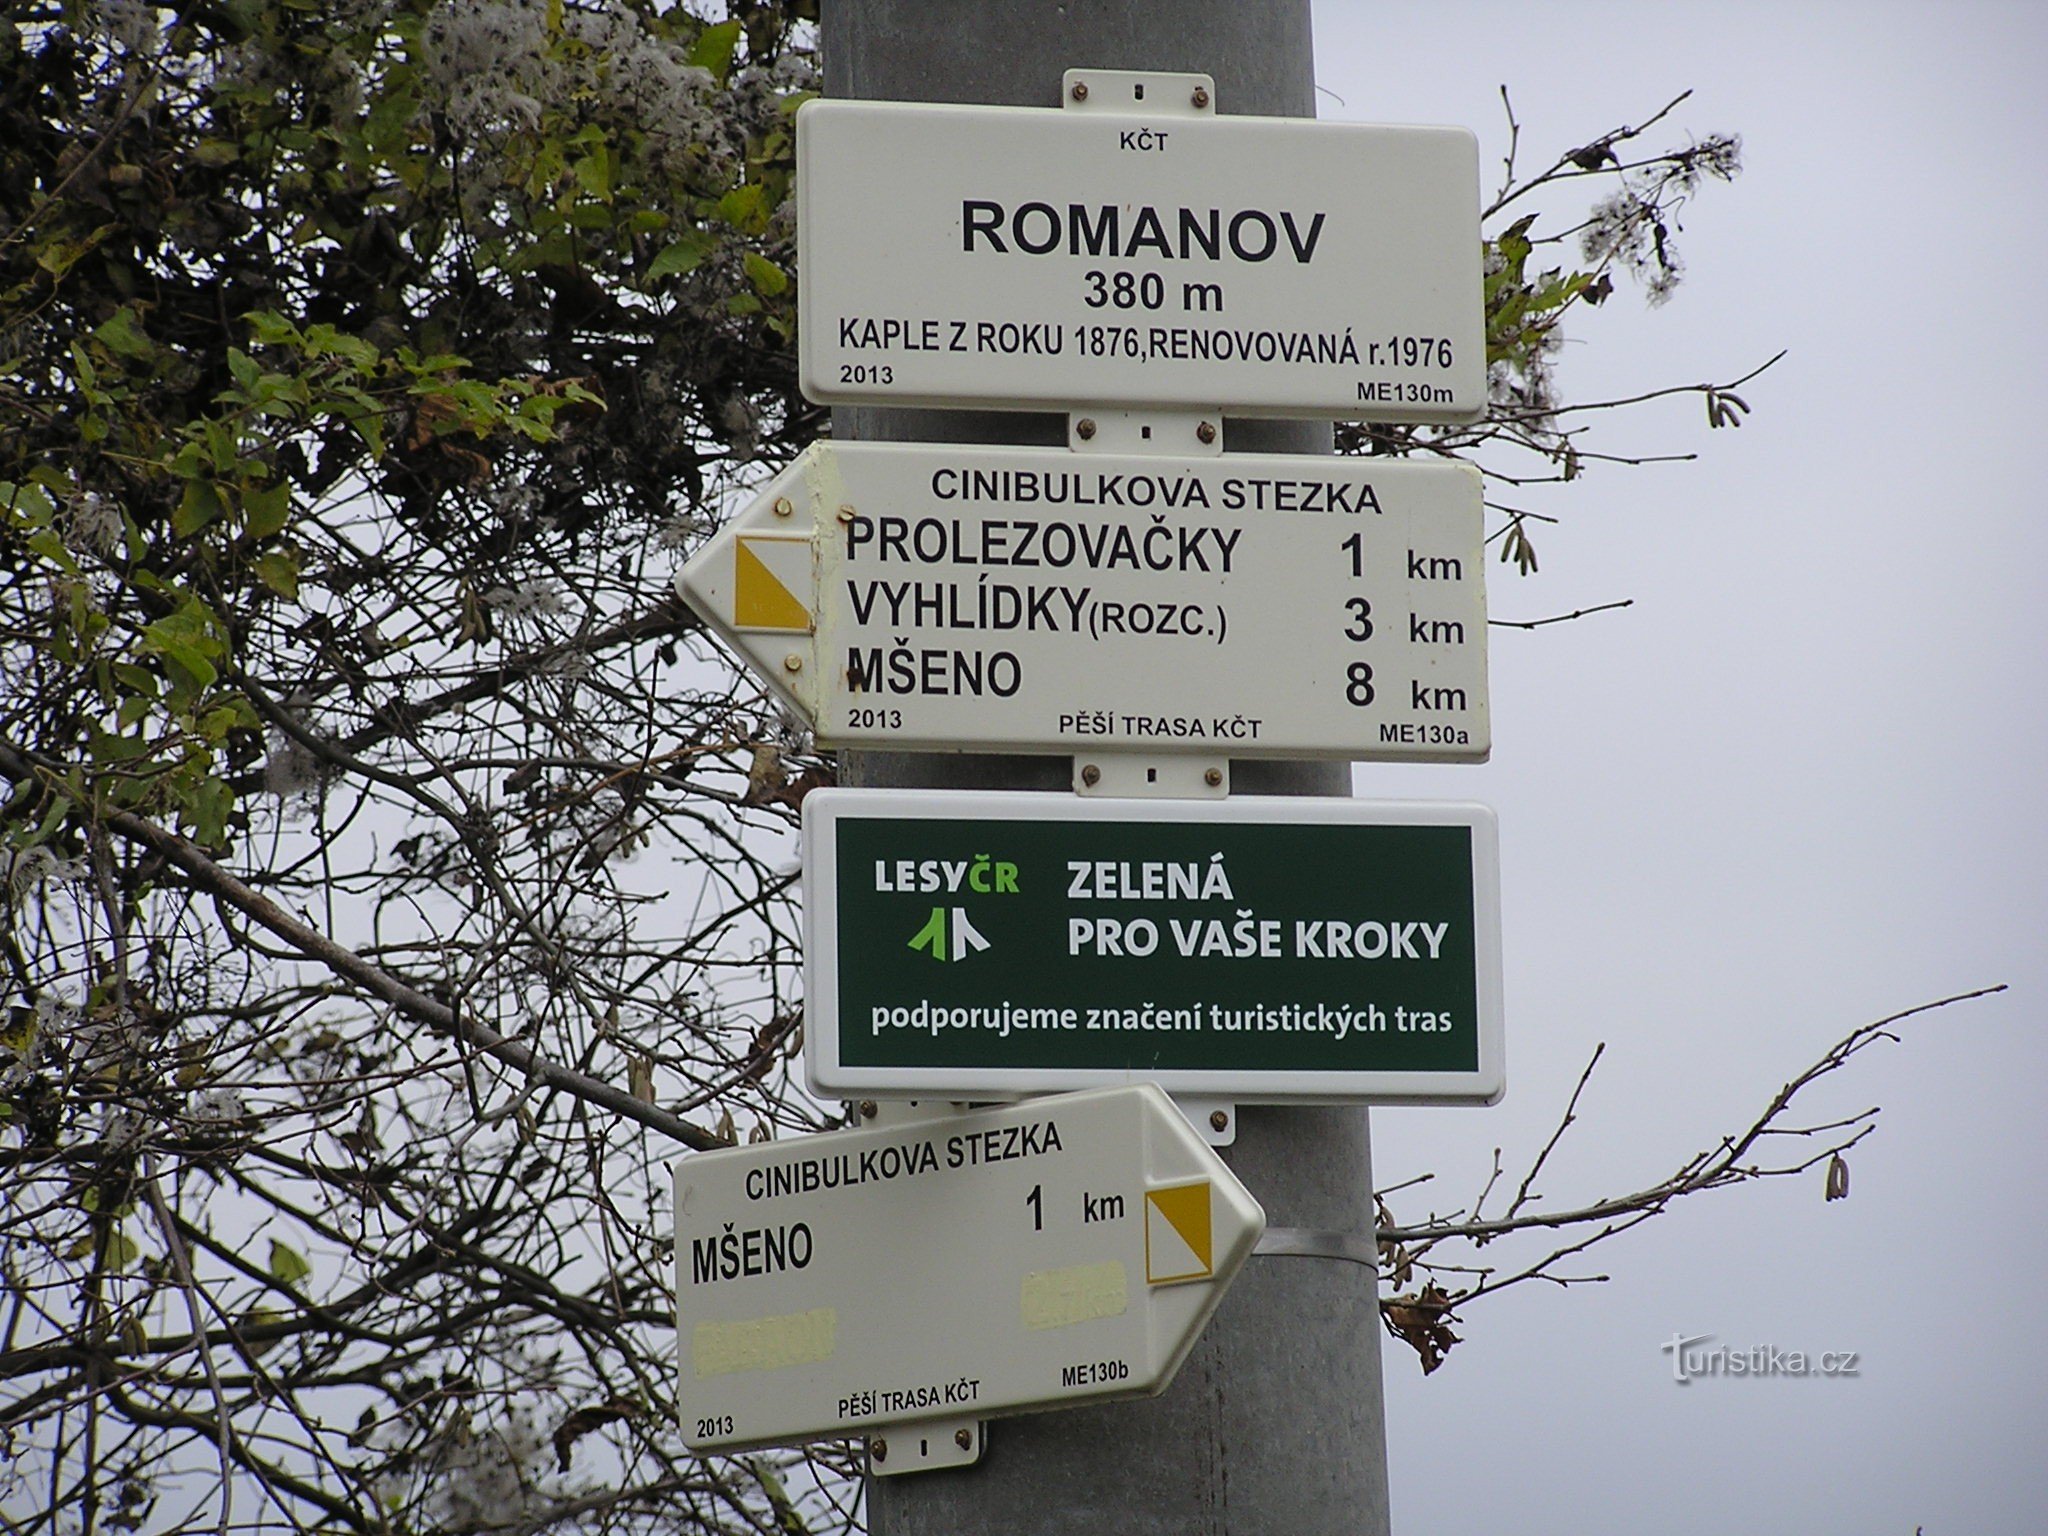 KČT
ROMANOV
380 m
KAPLE Z ROKU 1876,RENOVOVANÁ r.1976
2013 ME130m
CINIBULKOVA STEZKA
PROLEZOVAČKY 1 km
VYHLÍDKY(ROZC.) 3 km
MŠENO 8 km
2013 PĚŠÍ TRASA KČT ME130a
LESYČR
ZELENÁ
PRO VAŠE KROKY
podporujeme značení turistických tras
CINIBULKOVA STEZKA
MŠENO 1 km
2013 PĚŠÍ TRASA KČT ME130b
Turistika.cz